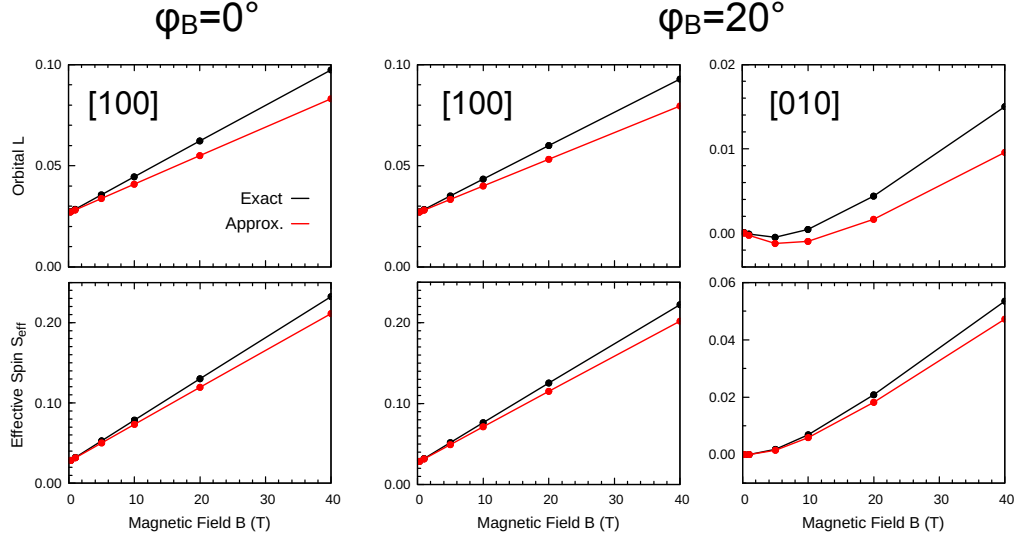 φB=0°
φB=20°
Orbital L
0.10
0.05
0.00
[100]
Exact
Approx.
0.10
0.05
0.00
[100]
0.02
0.01
0.00
[010]
Effective Spin Seff
0.20
0.10
0.00
0 10 20 30 40
Magnetic Field B (T)
0.20
0.10
0.00
0 10 20 30 40
Magnetic Field B (T)
0.06
0.04
0.02
0.00
0 10 20 30 40
Magnetic Field B (T)